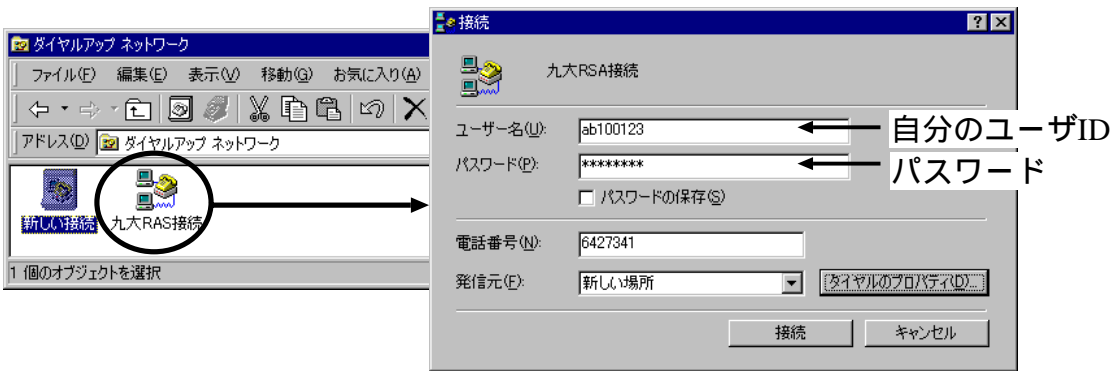 ダイヤルアップ ネットワーク
ファイル(F) 編集(E) 表示(V) 移動(G) お気に入り(A)
アドレス(D) ダイヤルアップ ネットワーク
新しい接続 九大RAS接続
1 個のオブジェクトを選択
接続
九大RSA接続
ユーザー名(U): ab100123
自分のユーザID
パスワード(P): ********
パスワード
パスワードの保存(S)
電話番号(N): 6427341
発信元(F): 新しい場所 ダイヤルのプロパティ(D)...
接続 キャンセル